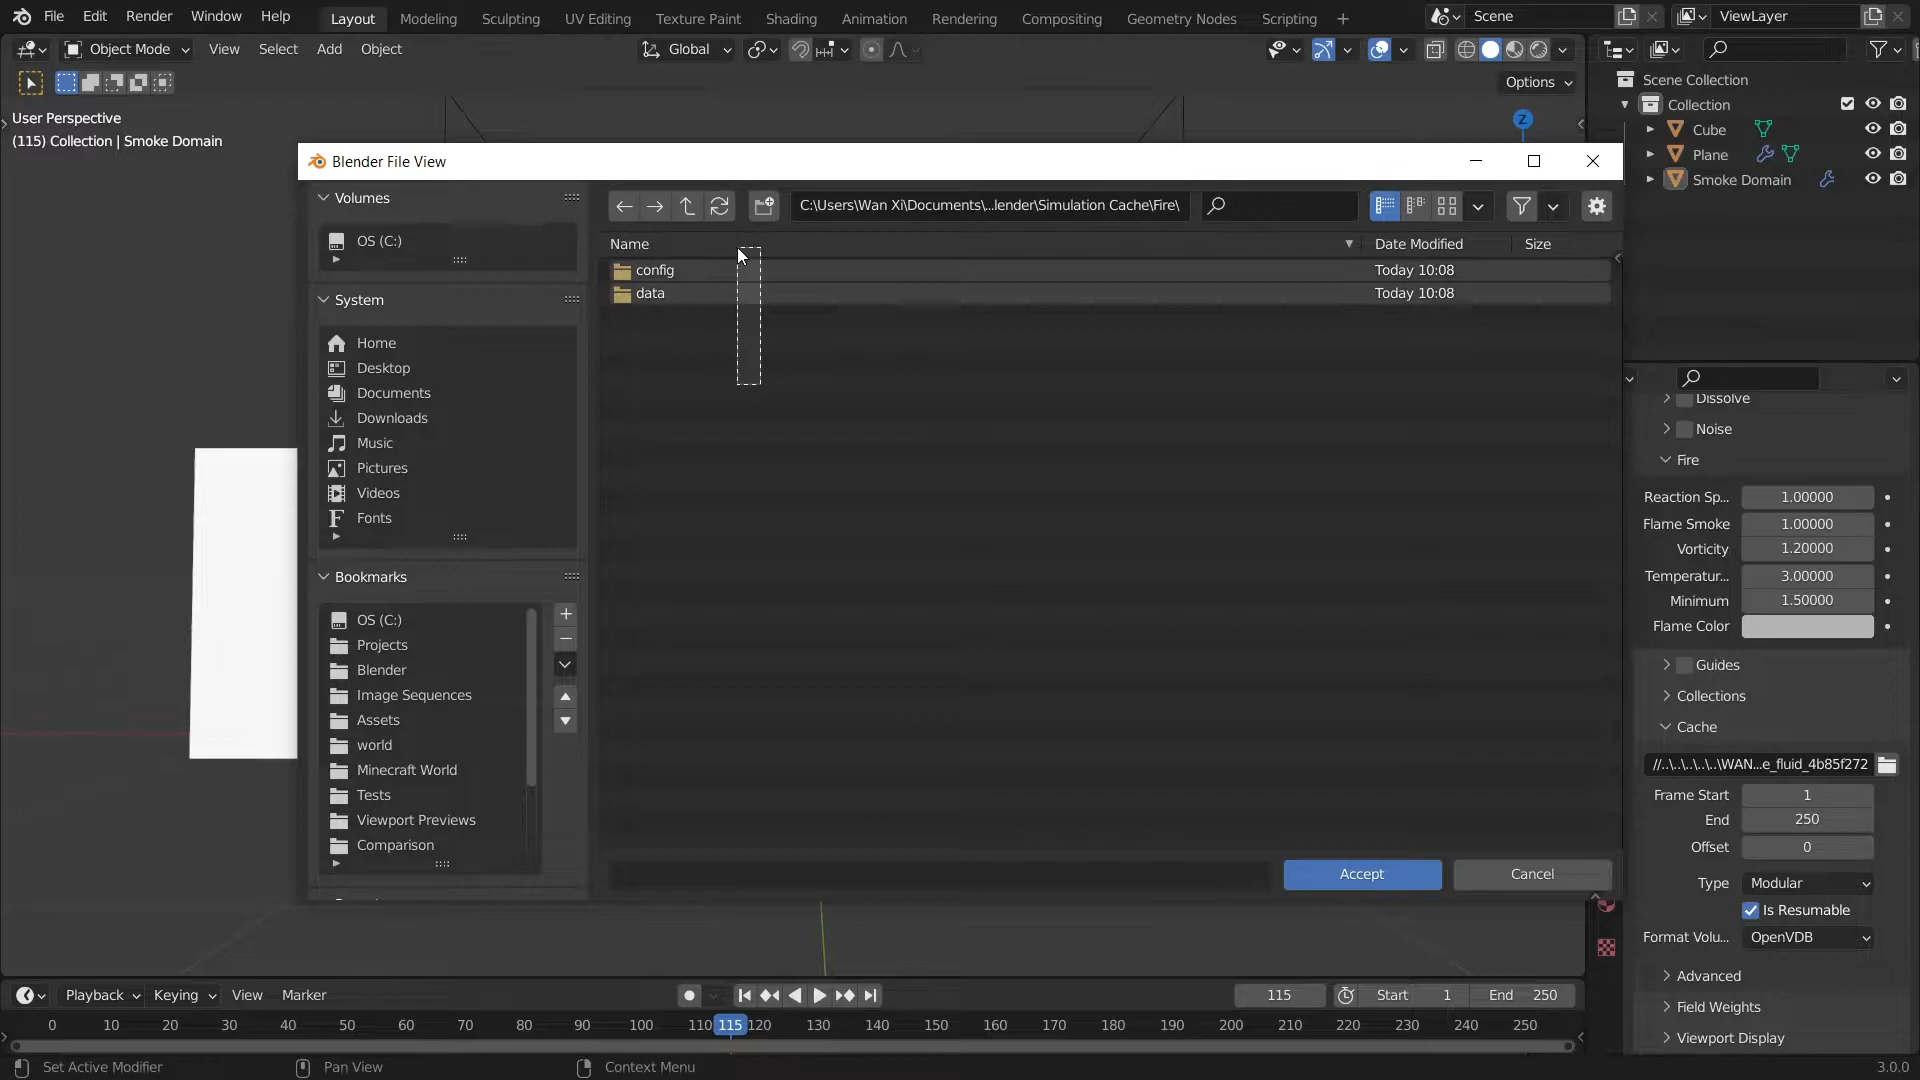 File Edit Render Window Help Layout Modeling Sculpting UV Editing Texture Paint Shading Animation Rendering Compositing Geometry Nodes Scripting + Scene ViewLayer
Object Mode View Select Add Object Global
Options
User Perspective
(115) Collection | Smoke Domain
Scene Collection
Collection
Cube
Plane
Smoke Domain
Blender File View
Volumes
OS (C:)
System
Home
Desktop
Documents
Downloads
Music
Pictures
Videos
Fonts
Bookmarks
OS (C:)
Projects
Blender
Image Sequences
Assets
world
Minecraft World
Tests
Viewport Previews
Comparison
C:\Users\Wan Xi\Documents\...lender\Simulation Cache\Fire\
Name Date Modified Size
config Today 10:08
data Today 10:08
Accept Cancel
Dissolve
Noise
Fire
Reaction Sp... 1.00000
Flame Smoke 1.00000
Vorticity 1.20000
Temperatur... 3.00000
Minimum 1.50000
Flame Color
Guides
Collections
Cache
//..\..\..\..\..\WAN...e_fluid_4b85f272
Frame Start 1
End 250
Offset 0
Type Modular
Is Resumable
Format Volu... OpenVDB
Advanced
Field Weights
Viewport Display
Playback Keying View Marker 115 Start 1 End 250
0 10 20 30 40 50 60 70 80 90 100 110 115 120 130 140 150 160 170 180 190 200 210 220 230 240 250
Set Active Modifier Pan View Context Menu 3.0.0